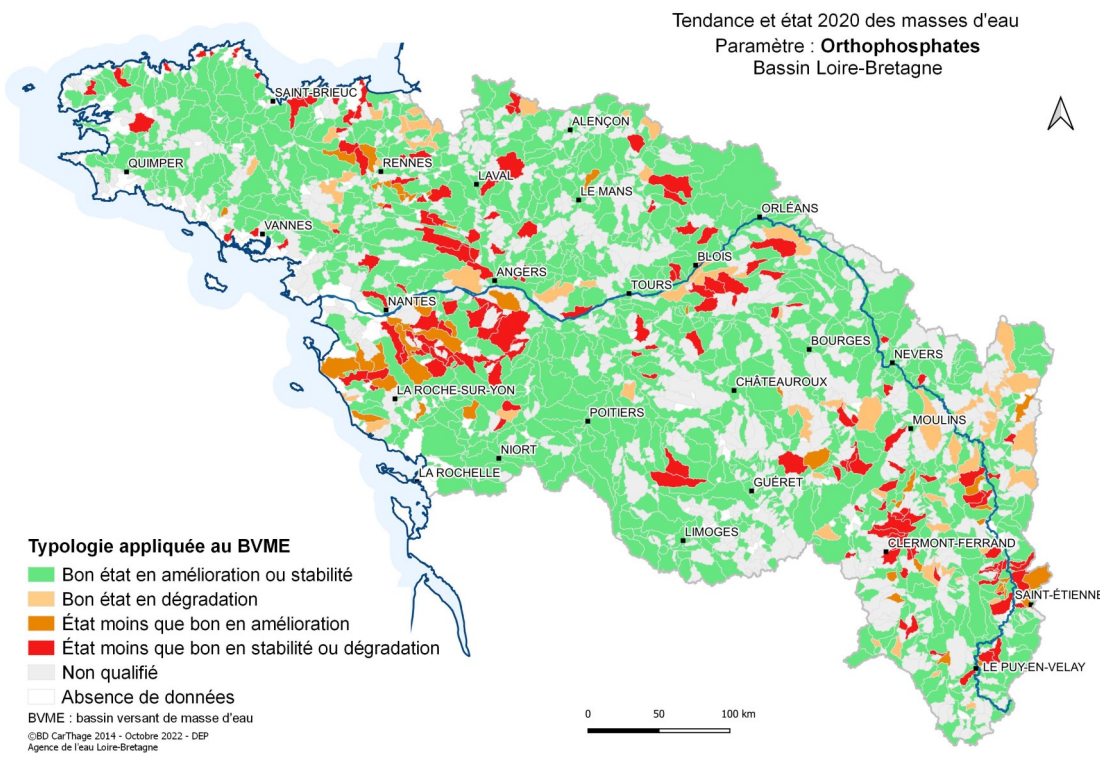 Tendance et état 2020 des masses d'eau
Paramètre : Orthophosphates
Bassin Loire-Bretagne
SAINT-BRIEUC
ALENÇON
QUIMPER
RENNES
LAVAL
LE MANS
ORLÉANS
VANNES
BLOIS
ANGERS
TOURS
NANTES
BOURGES
NEVERS
CHÂTEAUROUX
LA ROCHE-SUR-YON
POITIERS
MOULINS
NIORT
LA ROCHELLE
GUÉRET
LIMOGES
CLERMONT-FERRAND
SAINT-ÉTIENNE
LE PUY-EN-VELAY
Typologie appliquée au BVME
Bon état en amélioration ou stabilité
Bon état en dégradation
État moins que bon en amélioration
État moins que bon en stabilité ou dégradation
Non qualifié
Absence de données
BVME : bassin versant de masse d'eau
©BD CarThage 2014 - Octobre 2022 - DEP
Agence de l'eau Loire-Bretagne
0 50 100 km